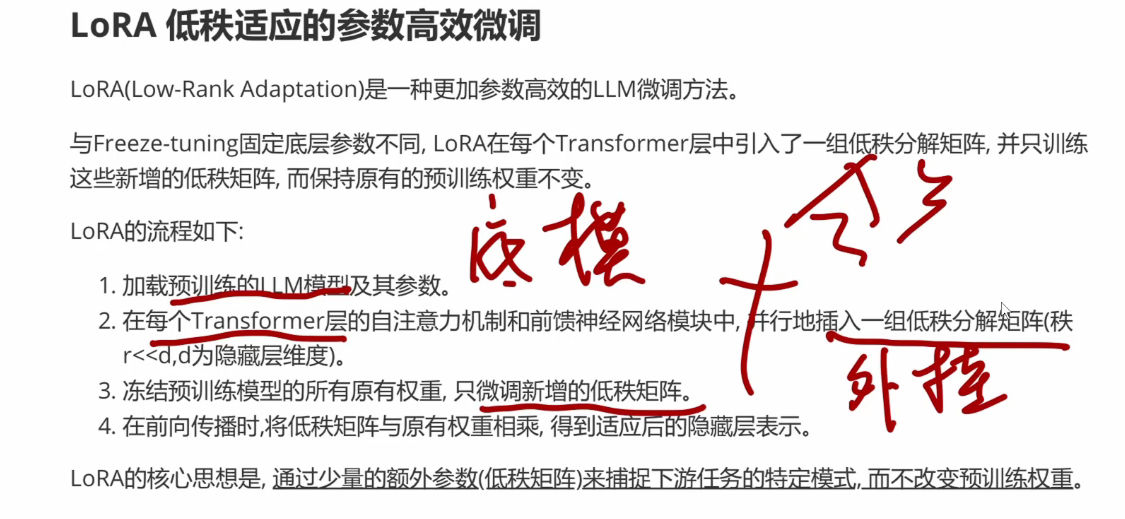 LoRA 低秩适应的参数高效微调
LoRA(Low-Rank Adaptation)是一种更加参数高效的LLM微调方法。
与Freeze-tuning固定底层参数不同, LoRA在每个Transformer层中引入了一组低秩分解矩阵, 并只训练
这些新增的低秩矩阵, 而保持原有的预训练权重不变。
LoRA的流程如下:
底模
1. 加载预训练的LLM模型及其参数。
2. 在每个Transformer层的自注意力机制和前馈神经网络模块中, 并行地插入一组低秩分解矩阵(秩
r<<d,d为隐藏层维度)。
外挂
3. 冻结预训练模型的所有原有权重, 只微调新增的低秩矩阵。
4. 在前向传播时,将低秩矩阵与原有权重相乘, 得到适应后的隐藏层表示。
LoRA的核心思想是, 通过少量的额外参数(低秩矩阵)来捕捉下游任务的特定模式, 而不改变预训练权重。